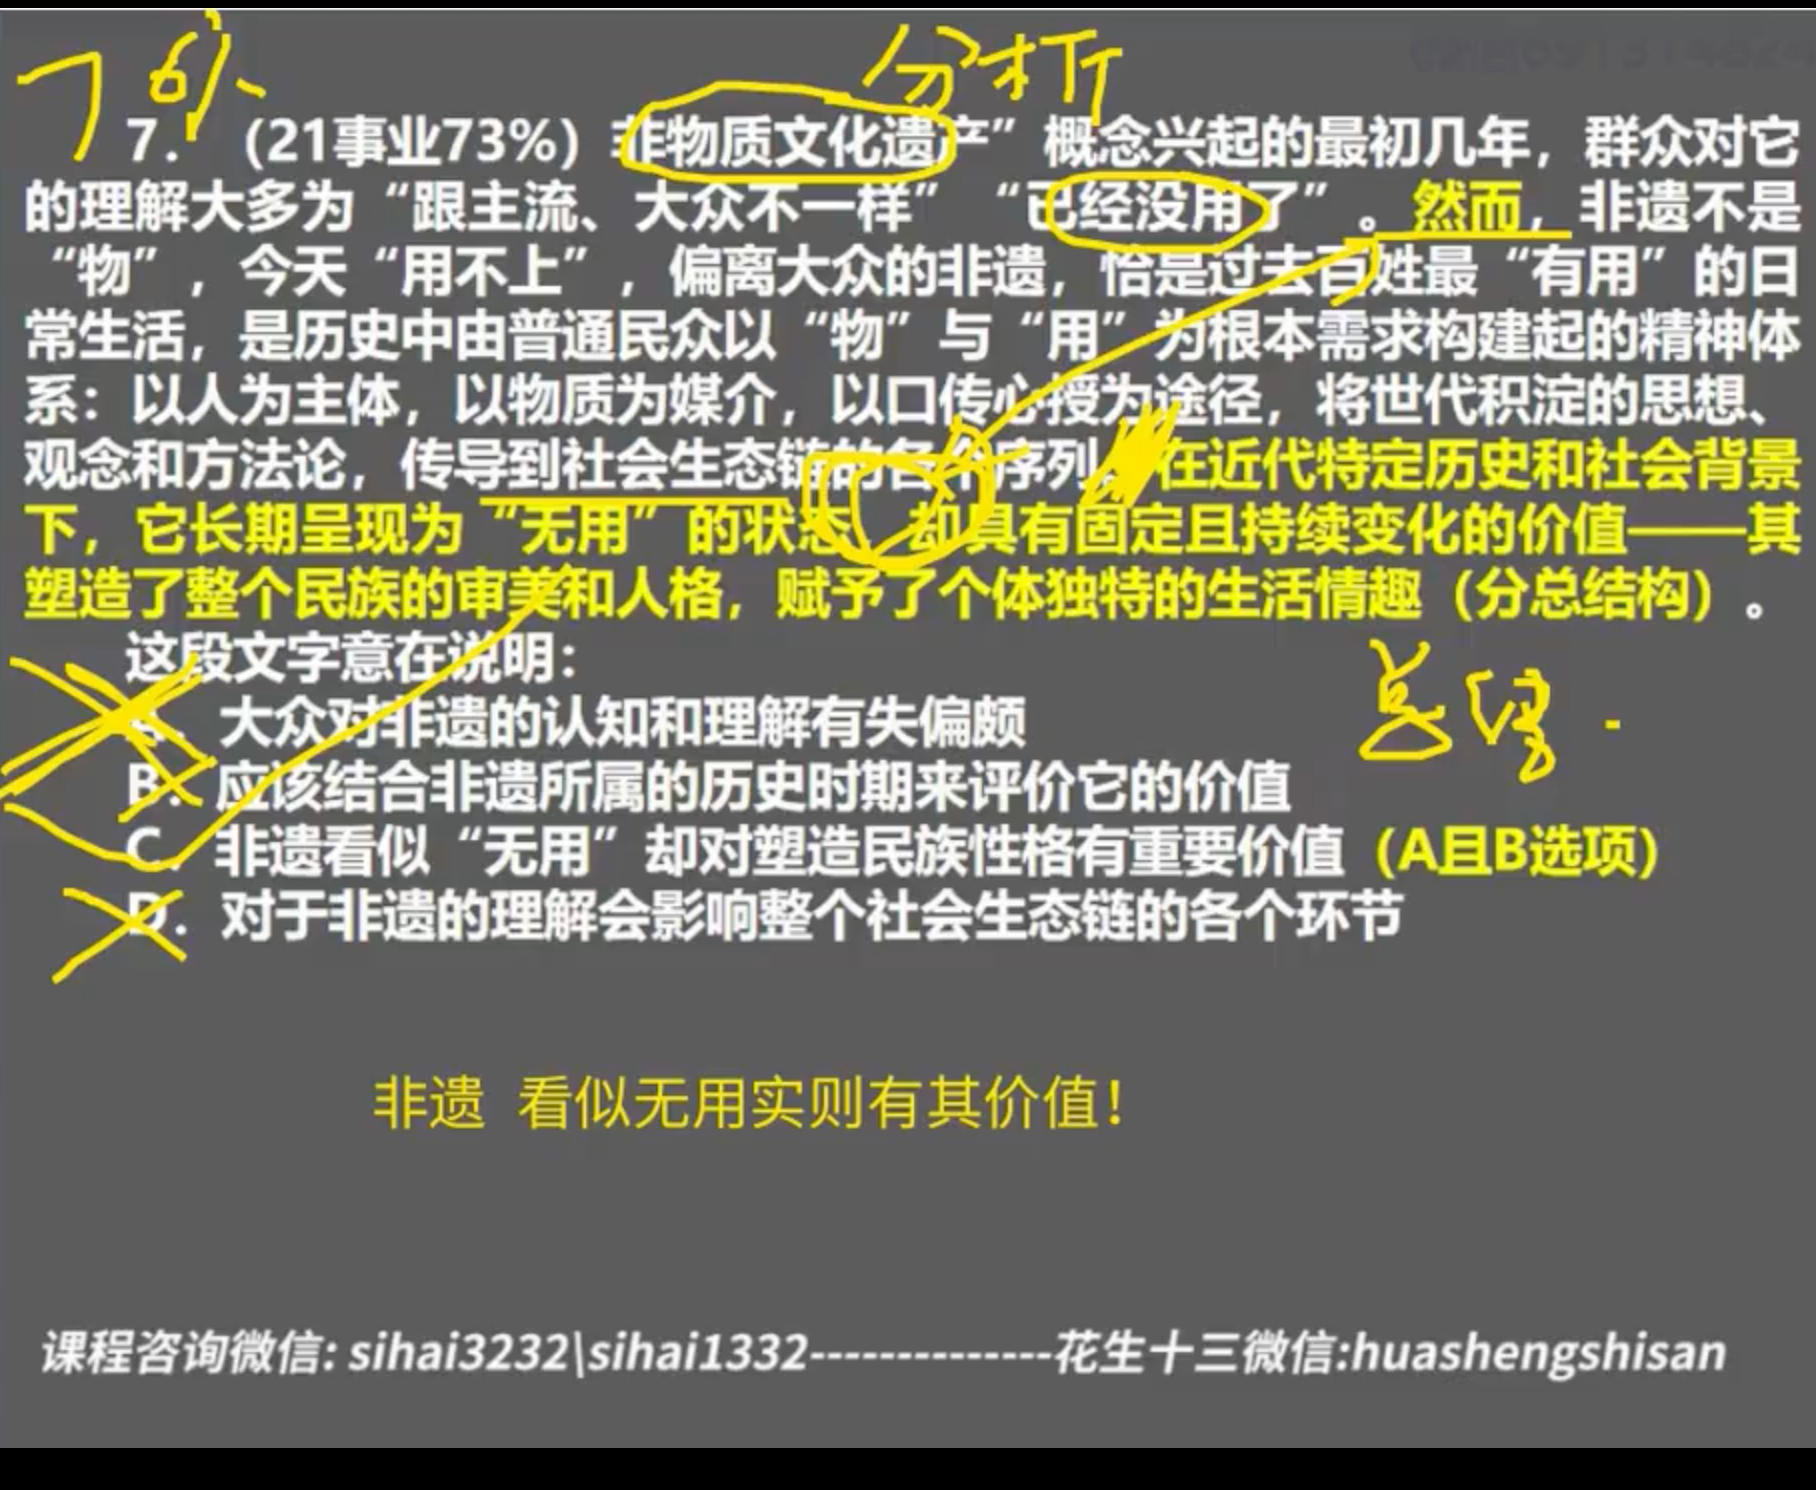 分析
7. （21事业73%）非物质文化遗产”概念兴起的最初几年，群众对它
的理解大多为“跟主流、大众不一样”“已经没用了”。然而，非遗不是
“物”，今天“用不上”，偏离大众的非遗，恰是过去百姓最“有用”的日
常生活，是历史中由普通民众以“物”与“用”为根本需求构建起的精神体
系：以人为主体，以物质为媒介，以口传心授为途径，将世代积淀的思想、
观念和方法论，传导到社会生态链的各个序列。在近代特定历史和社会背景
下，它长期呈现为“无用”的状态，却具有固定且持续变化的价值——其
塑造了整个民族的审美和人格，赋予了个体独特的生活情趣（分总结构）。
这段文字意在说明：
A. 大众对非遗的认知和理解有失偏颇
B. 应该结合非遗所属的历史时期来评价它的价值
C. 非遗看似“无用”却对塑造民族性格有重要价值（A且B选项）
D. 对于非遗的理解会影响整个社会生态链的各个环节
非遗 看似无用实则有其价值！
课程咨询微信: sihai3232\sihai1332--------------花生十三微信:huashengshisan